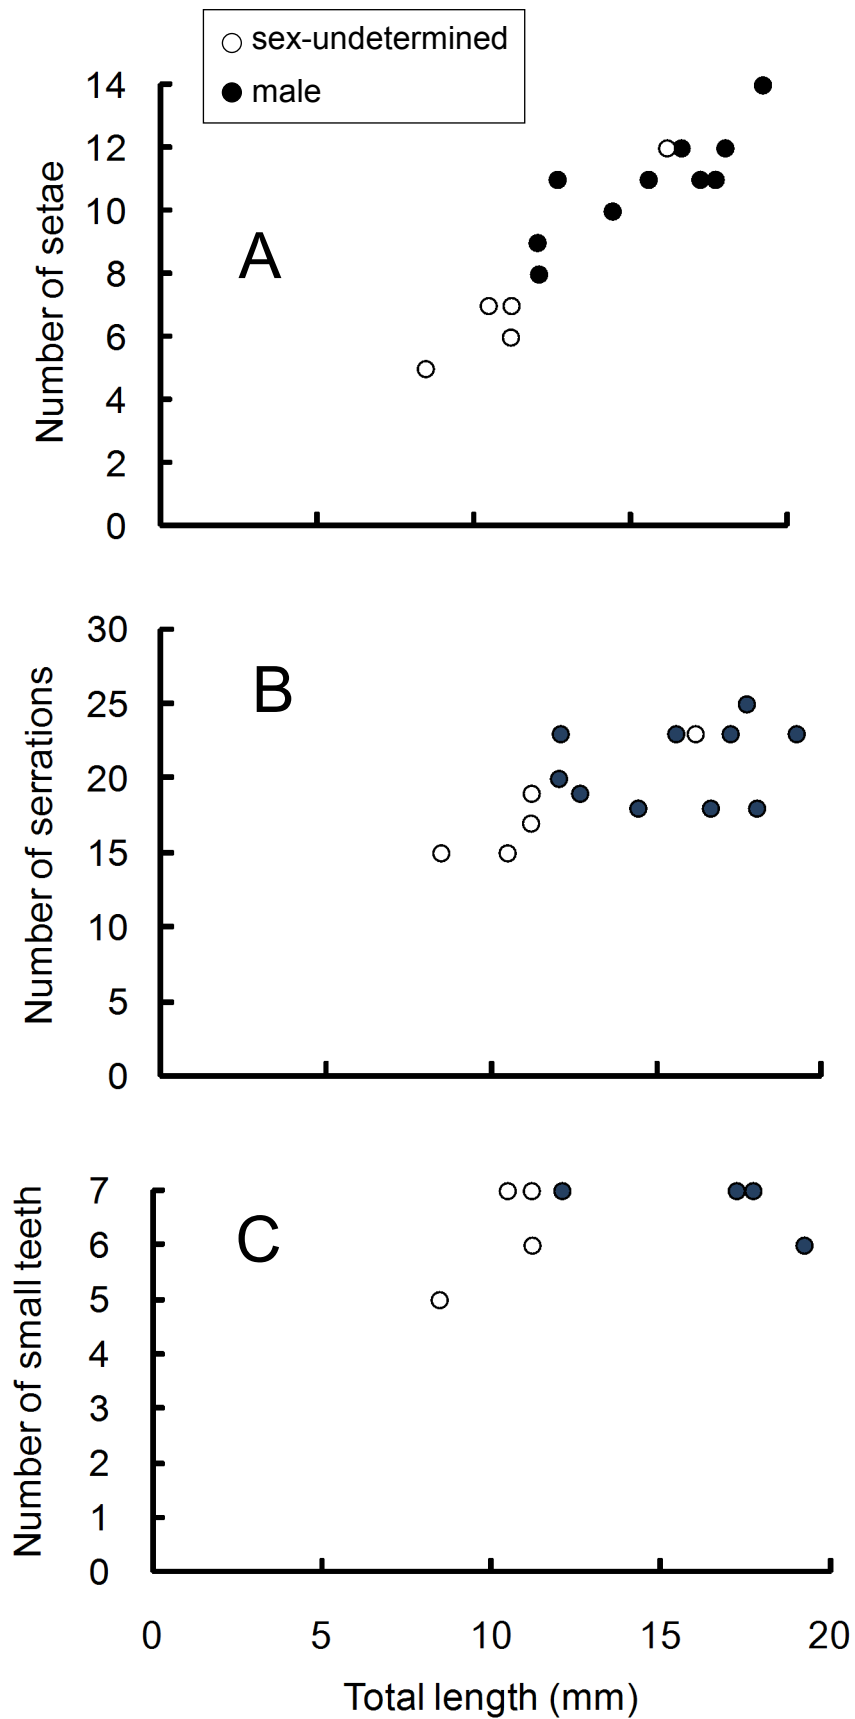 sex-undetermined
male
14
12
10
8
6
4
2
0
Number of setae
A
30
25
20
15
10
5
0
Number of serrations
B
7
6
5
4
3
2
1
0
Number of small teeth
C
0 5 10 15 20
Total length (mm)